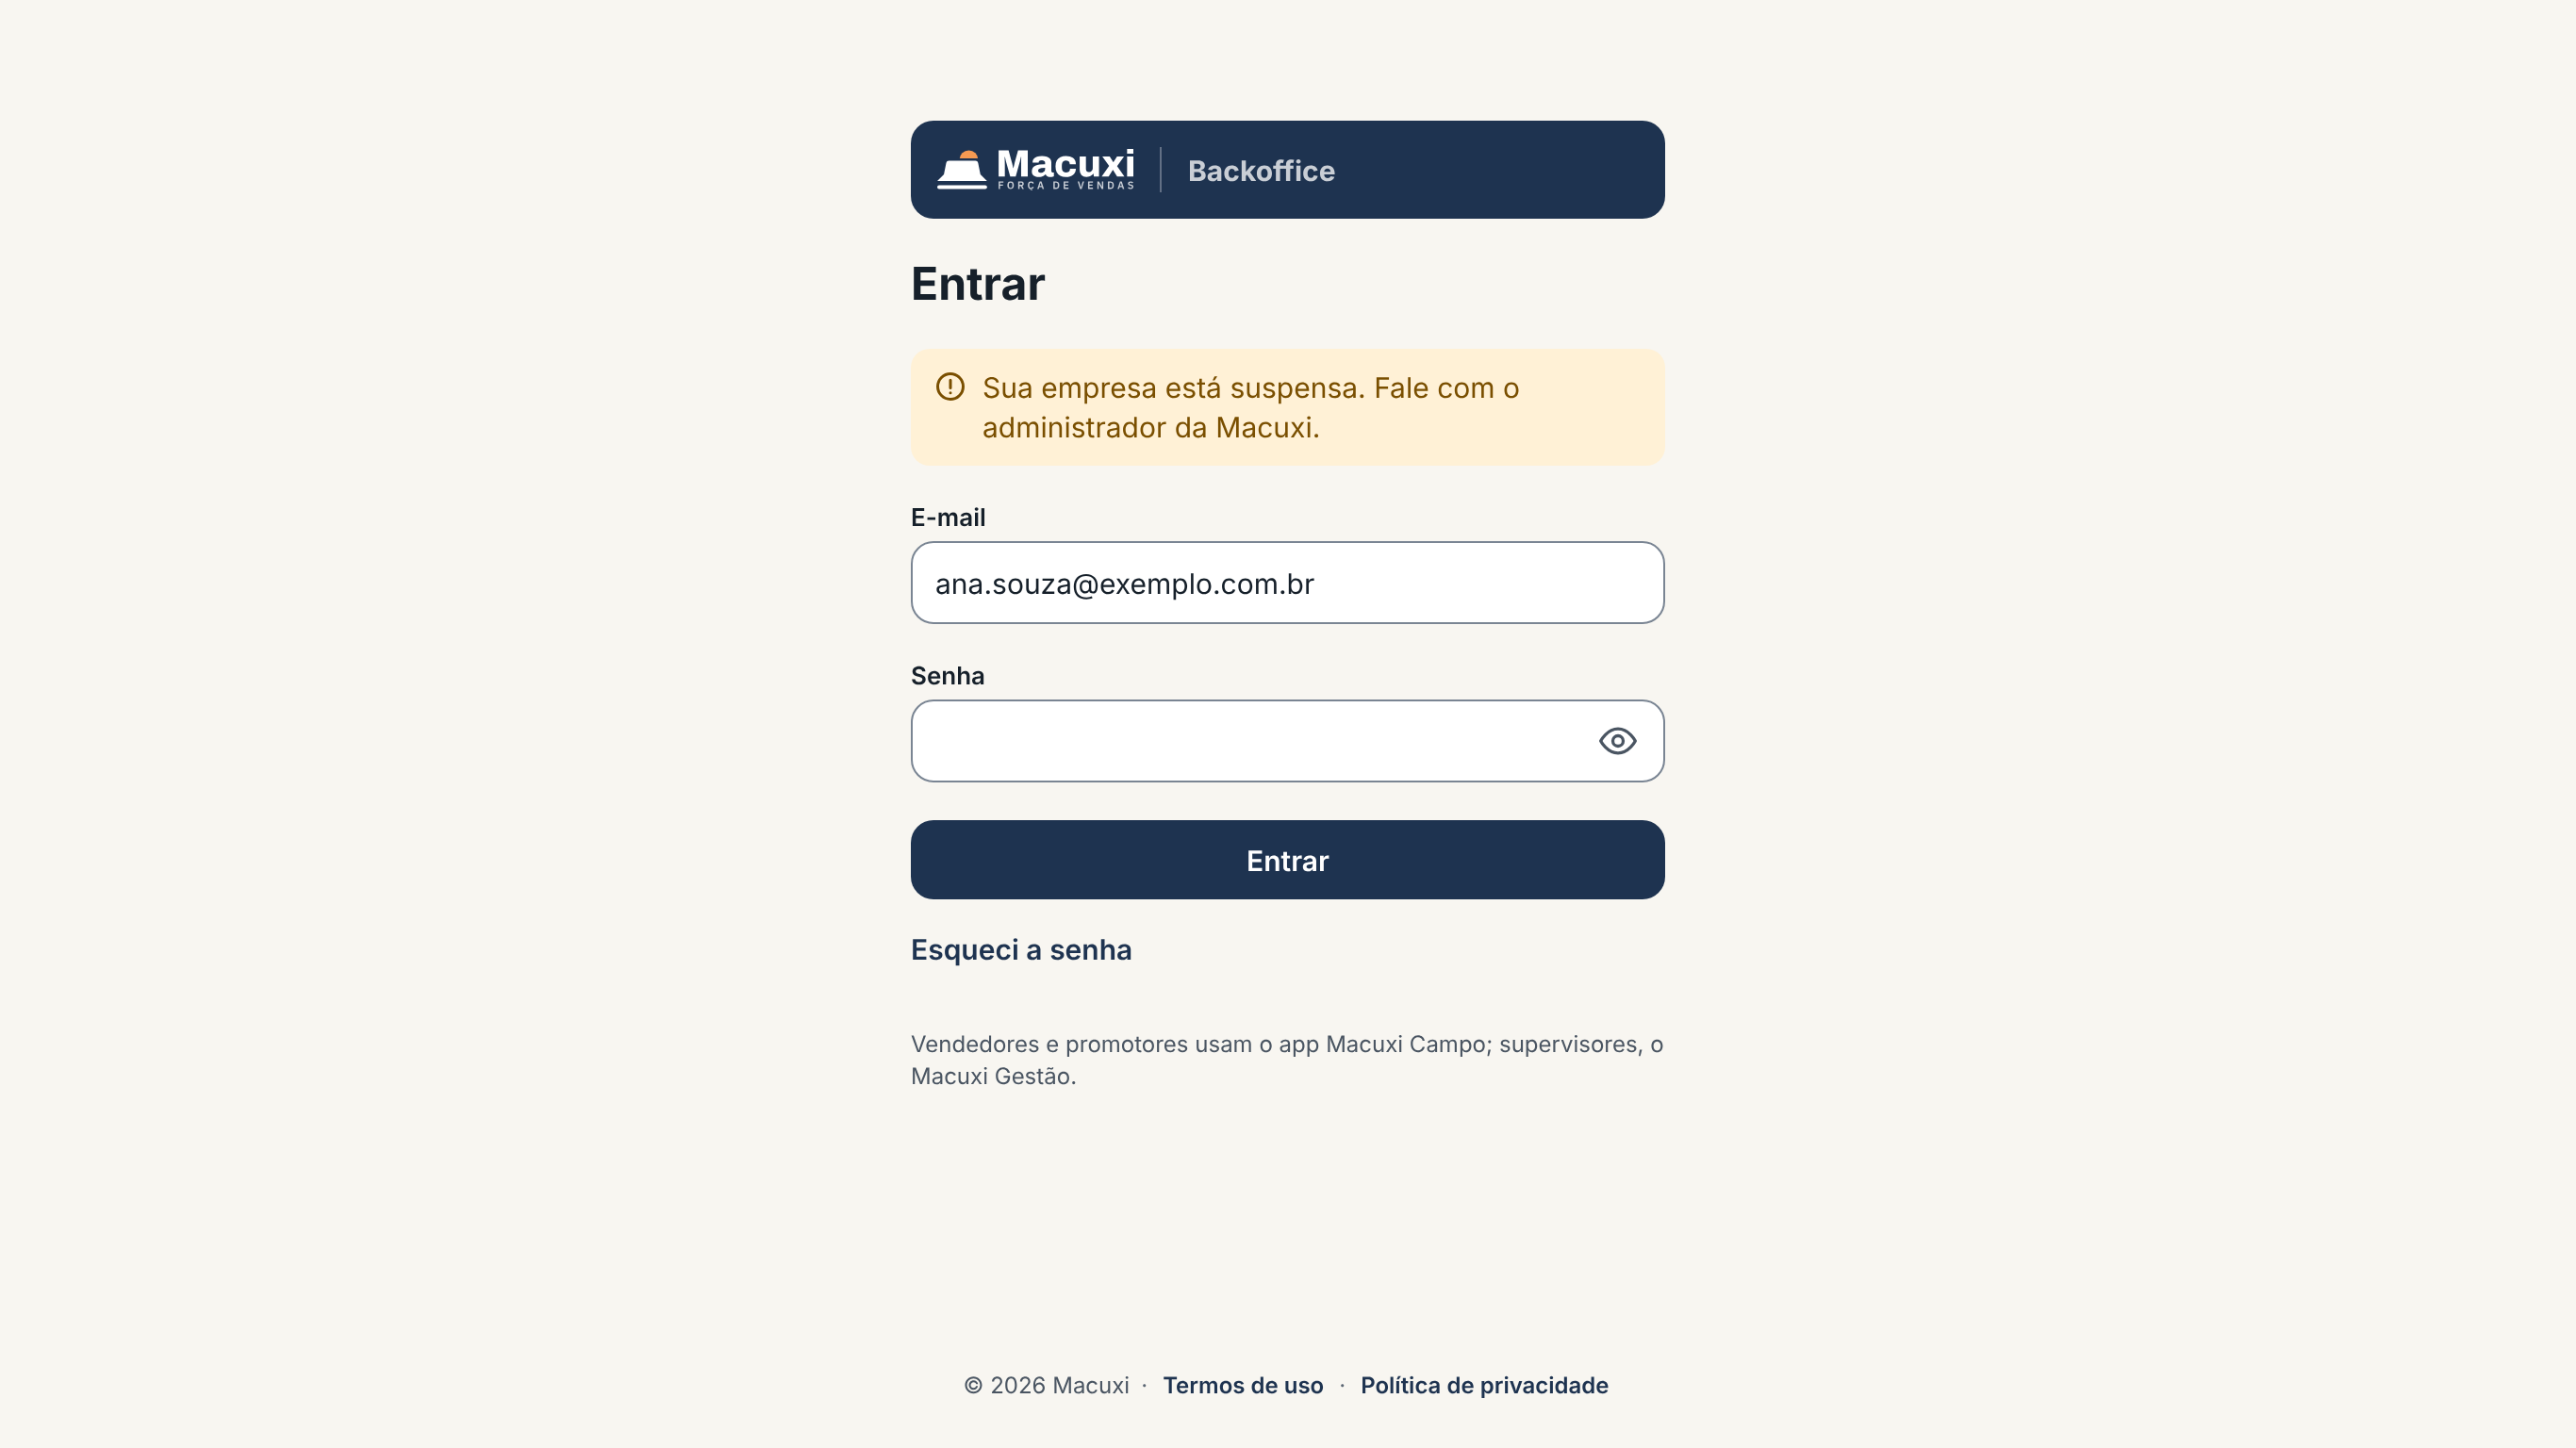 Macuxi
FORÇA DE VENDAS
Backoffice
Entrar
Sua empresa está suspensa. Fale com o
administrador da Macuxi.
E-mail
ana.souza@exemplo.com.br
Senha
Entrar
Esqueci a senha
Vendedores e promotores usam o app Macuxi Campo; supervisores, o
Macuxi Gestão.
© 2026 Macuxi · Termos de uso · Política de privacidade